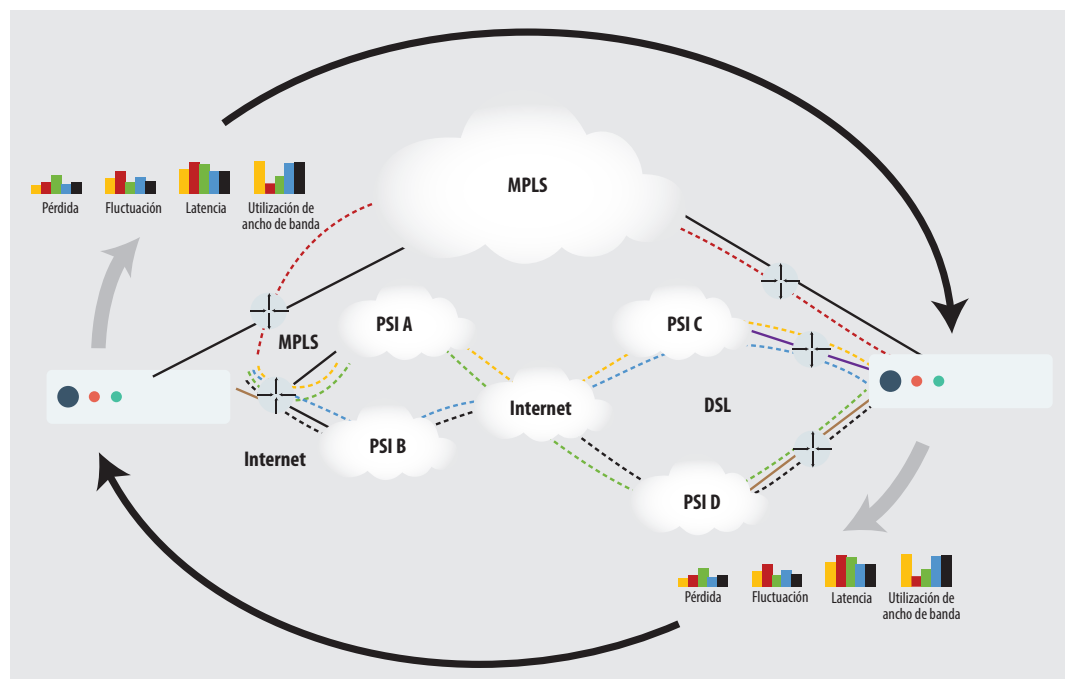 MPLS
Pérdida
Fluctuación
Latencia
Utilización de
ancho de banda
PSI A
PSI C
MPLS
Internet
DSL
PSI B
Internet
PSI D
Pérdida
Fluctuación
Latencia
Utilización de
ancho de banda